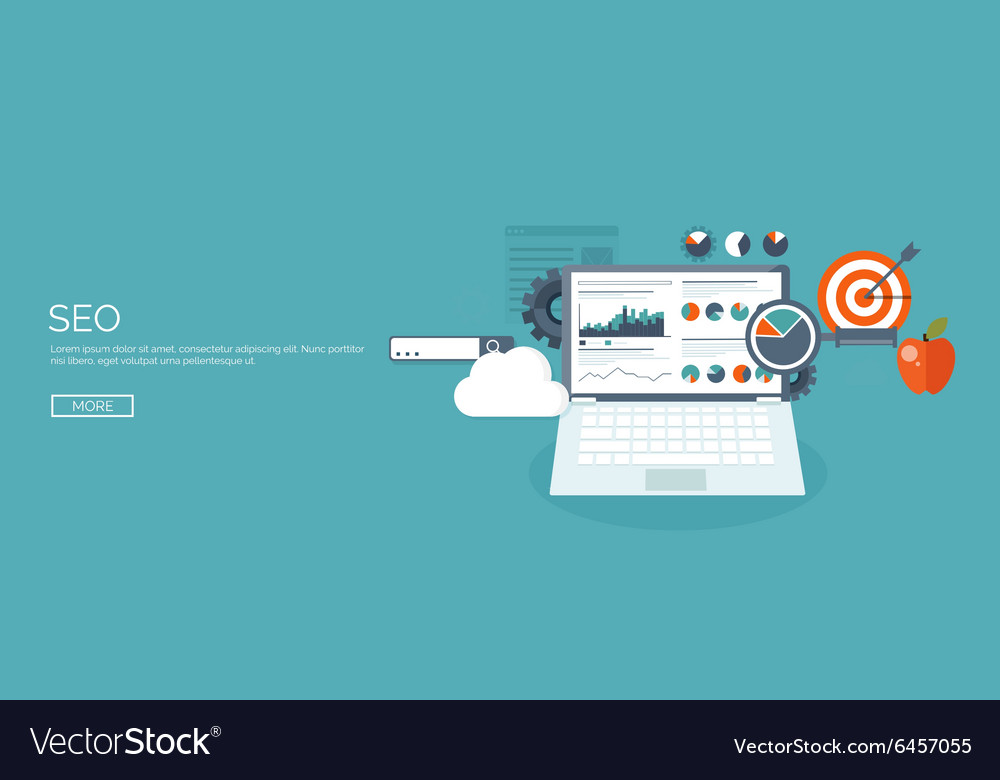 SEO
Lorem ipsum dolor sit amet, consectetur adipiscing elit. Nunc porttitor
nisi libero, eget volutpat urna pellentesque ut.
MORE
VectorStock®
VectorStock.com/6457055